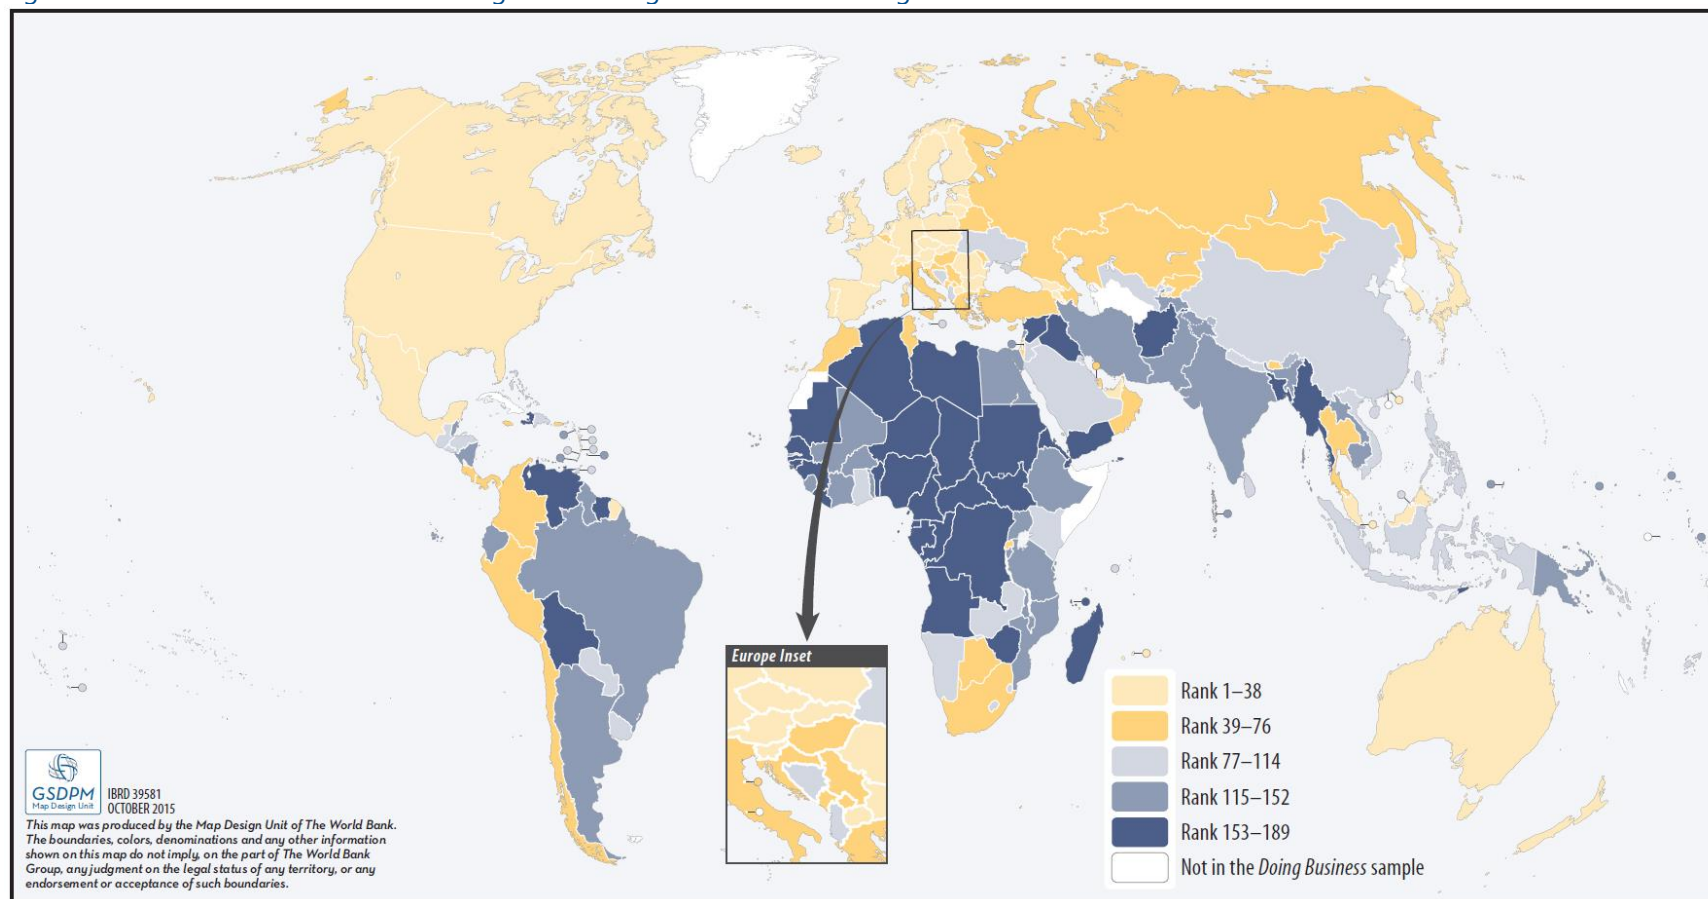 Europe Inset
Rank 1–38
Rank 39–76
Rank 77–114
Rank 115–152
Rank 153–189
Not in the Doing Business sample
GSDPM
Map Design Unit
IBRD 39581
OCTOBER 2015
This map was produced by the Map Design Unit of The World Bank.
The boundaries, colors, denominations and any other information
shown on this map do not imply, on the part of The World Bank
Group, any judgment on the legal status of any territory, or any
endorsement or acceptance of such boundaries.